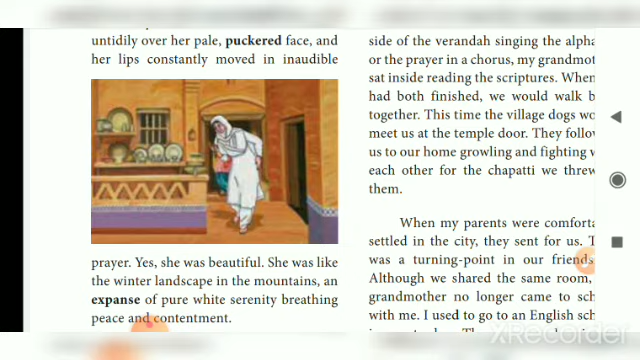 untidily over her pale, puckered face, and
her lips constantly moved in inaudible
prayer. Yes, she was beautiful. She was like
the winter landscape in the mountains, an
expanse of pure white serenity breathing
peace and contentment.
side of the verandah singing the alpha
or the prayer in a chorus, my grandmot
sat inside reading the scriptures. When
had both finished, we would walk b
together. This time the village dogs wo
meet us at the temple door. They follow
us to our home growling and fighting w
each other for the chapatti we threw
them.
When my parents were comforta
settled in the city, they sent for us. T
was a turning-point in our friends
Although we shared the same room,
grandmother no longer came to sch
with me. I used to go to an English sch
XRecorder